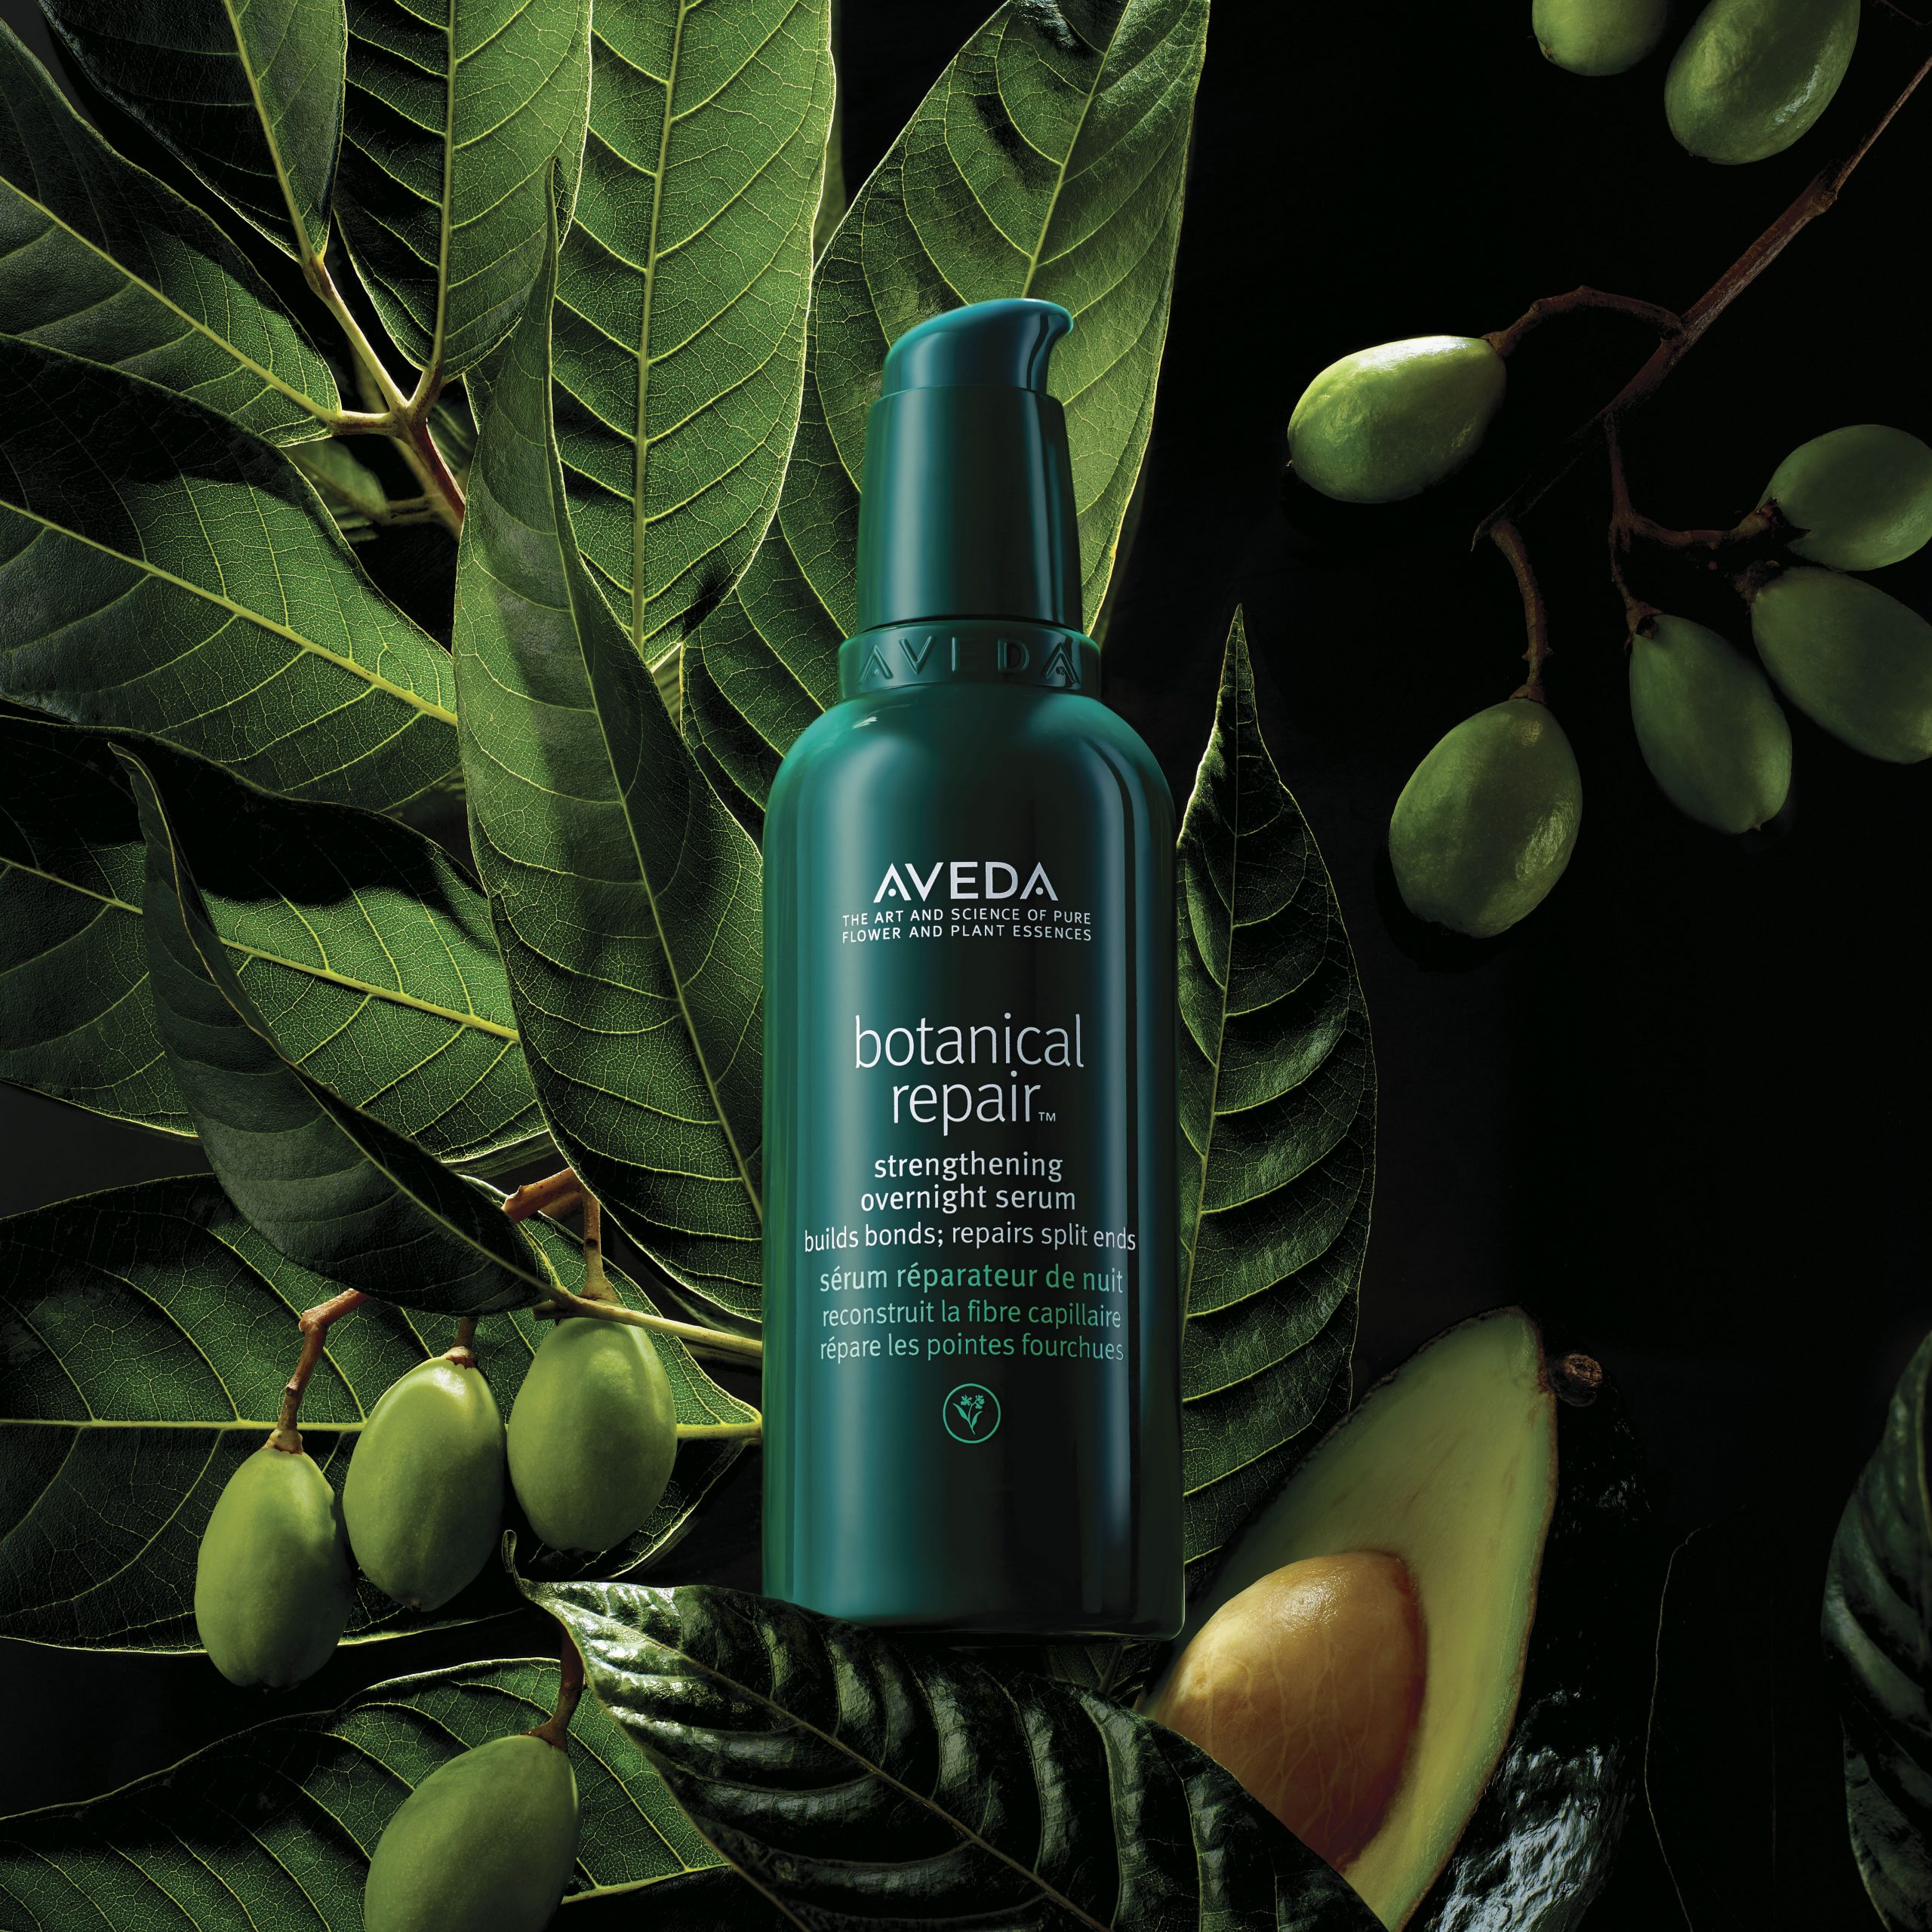 AVEDA
AVEDA
THE ART AND SCIENCE OF PURE
FLOWER AND PLANT ESSENCES
botanical
repair™
strengthening
overnight serum
builds bonds; repairs split ends
sérum réparateur de nuit
reconstruit la fibre capillaire
répare les pointes fourchues